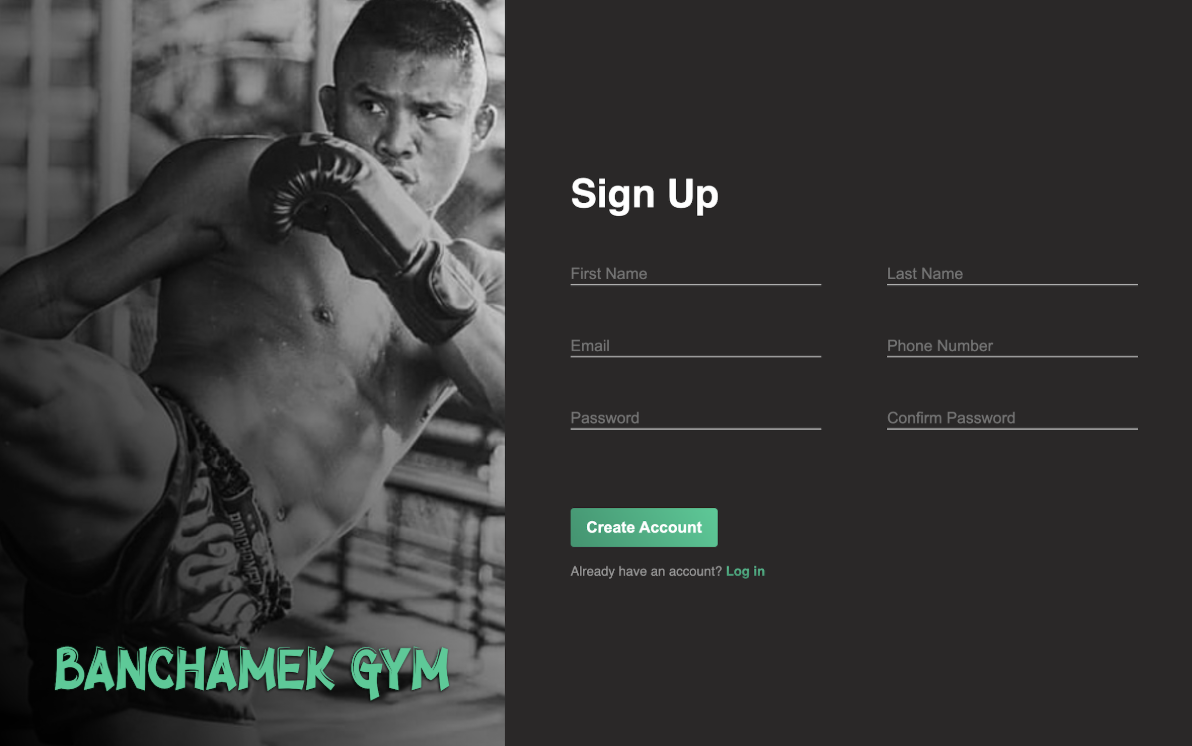 Sign Up
First Name
Last Name
Email
Phone Number
Password
Confirm Password
Create Account
Already have an account? Log in
BANCHAMEK GYM